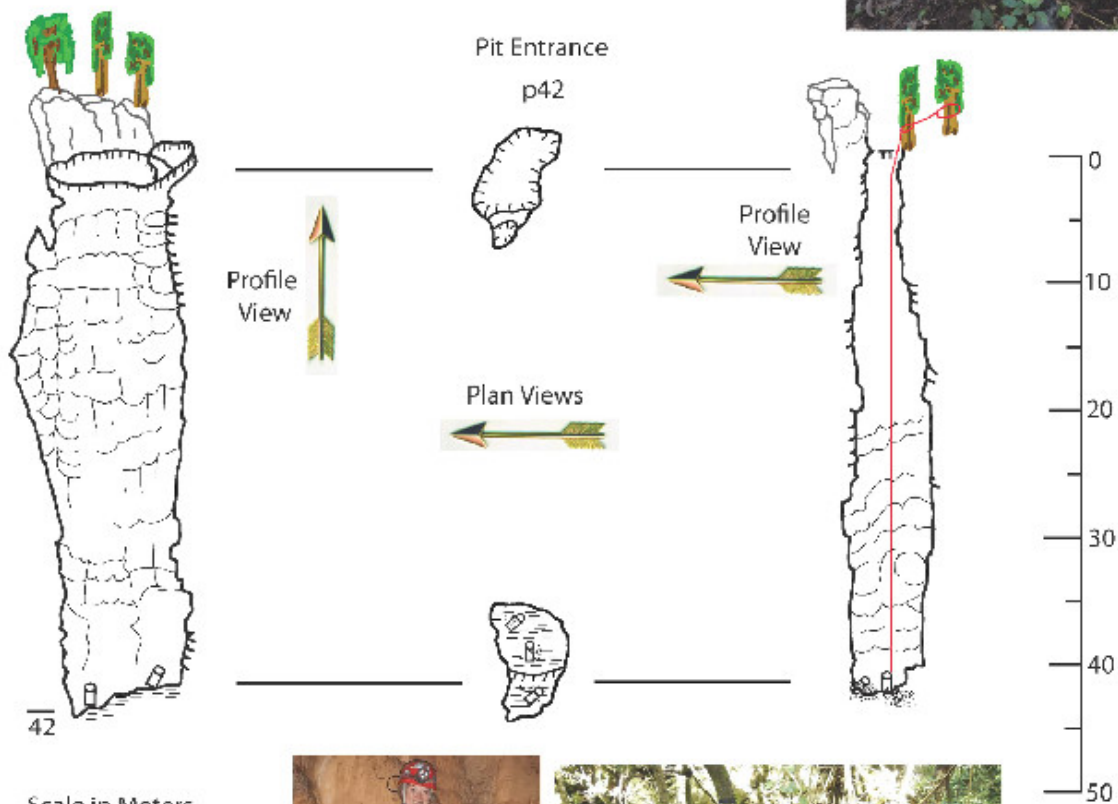 Pit Entrance
p42
Profile
View
Profile
View
Plan Views
0
10
20
30
40
50
42
Scale in Meters